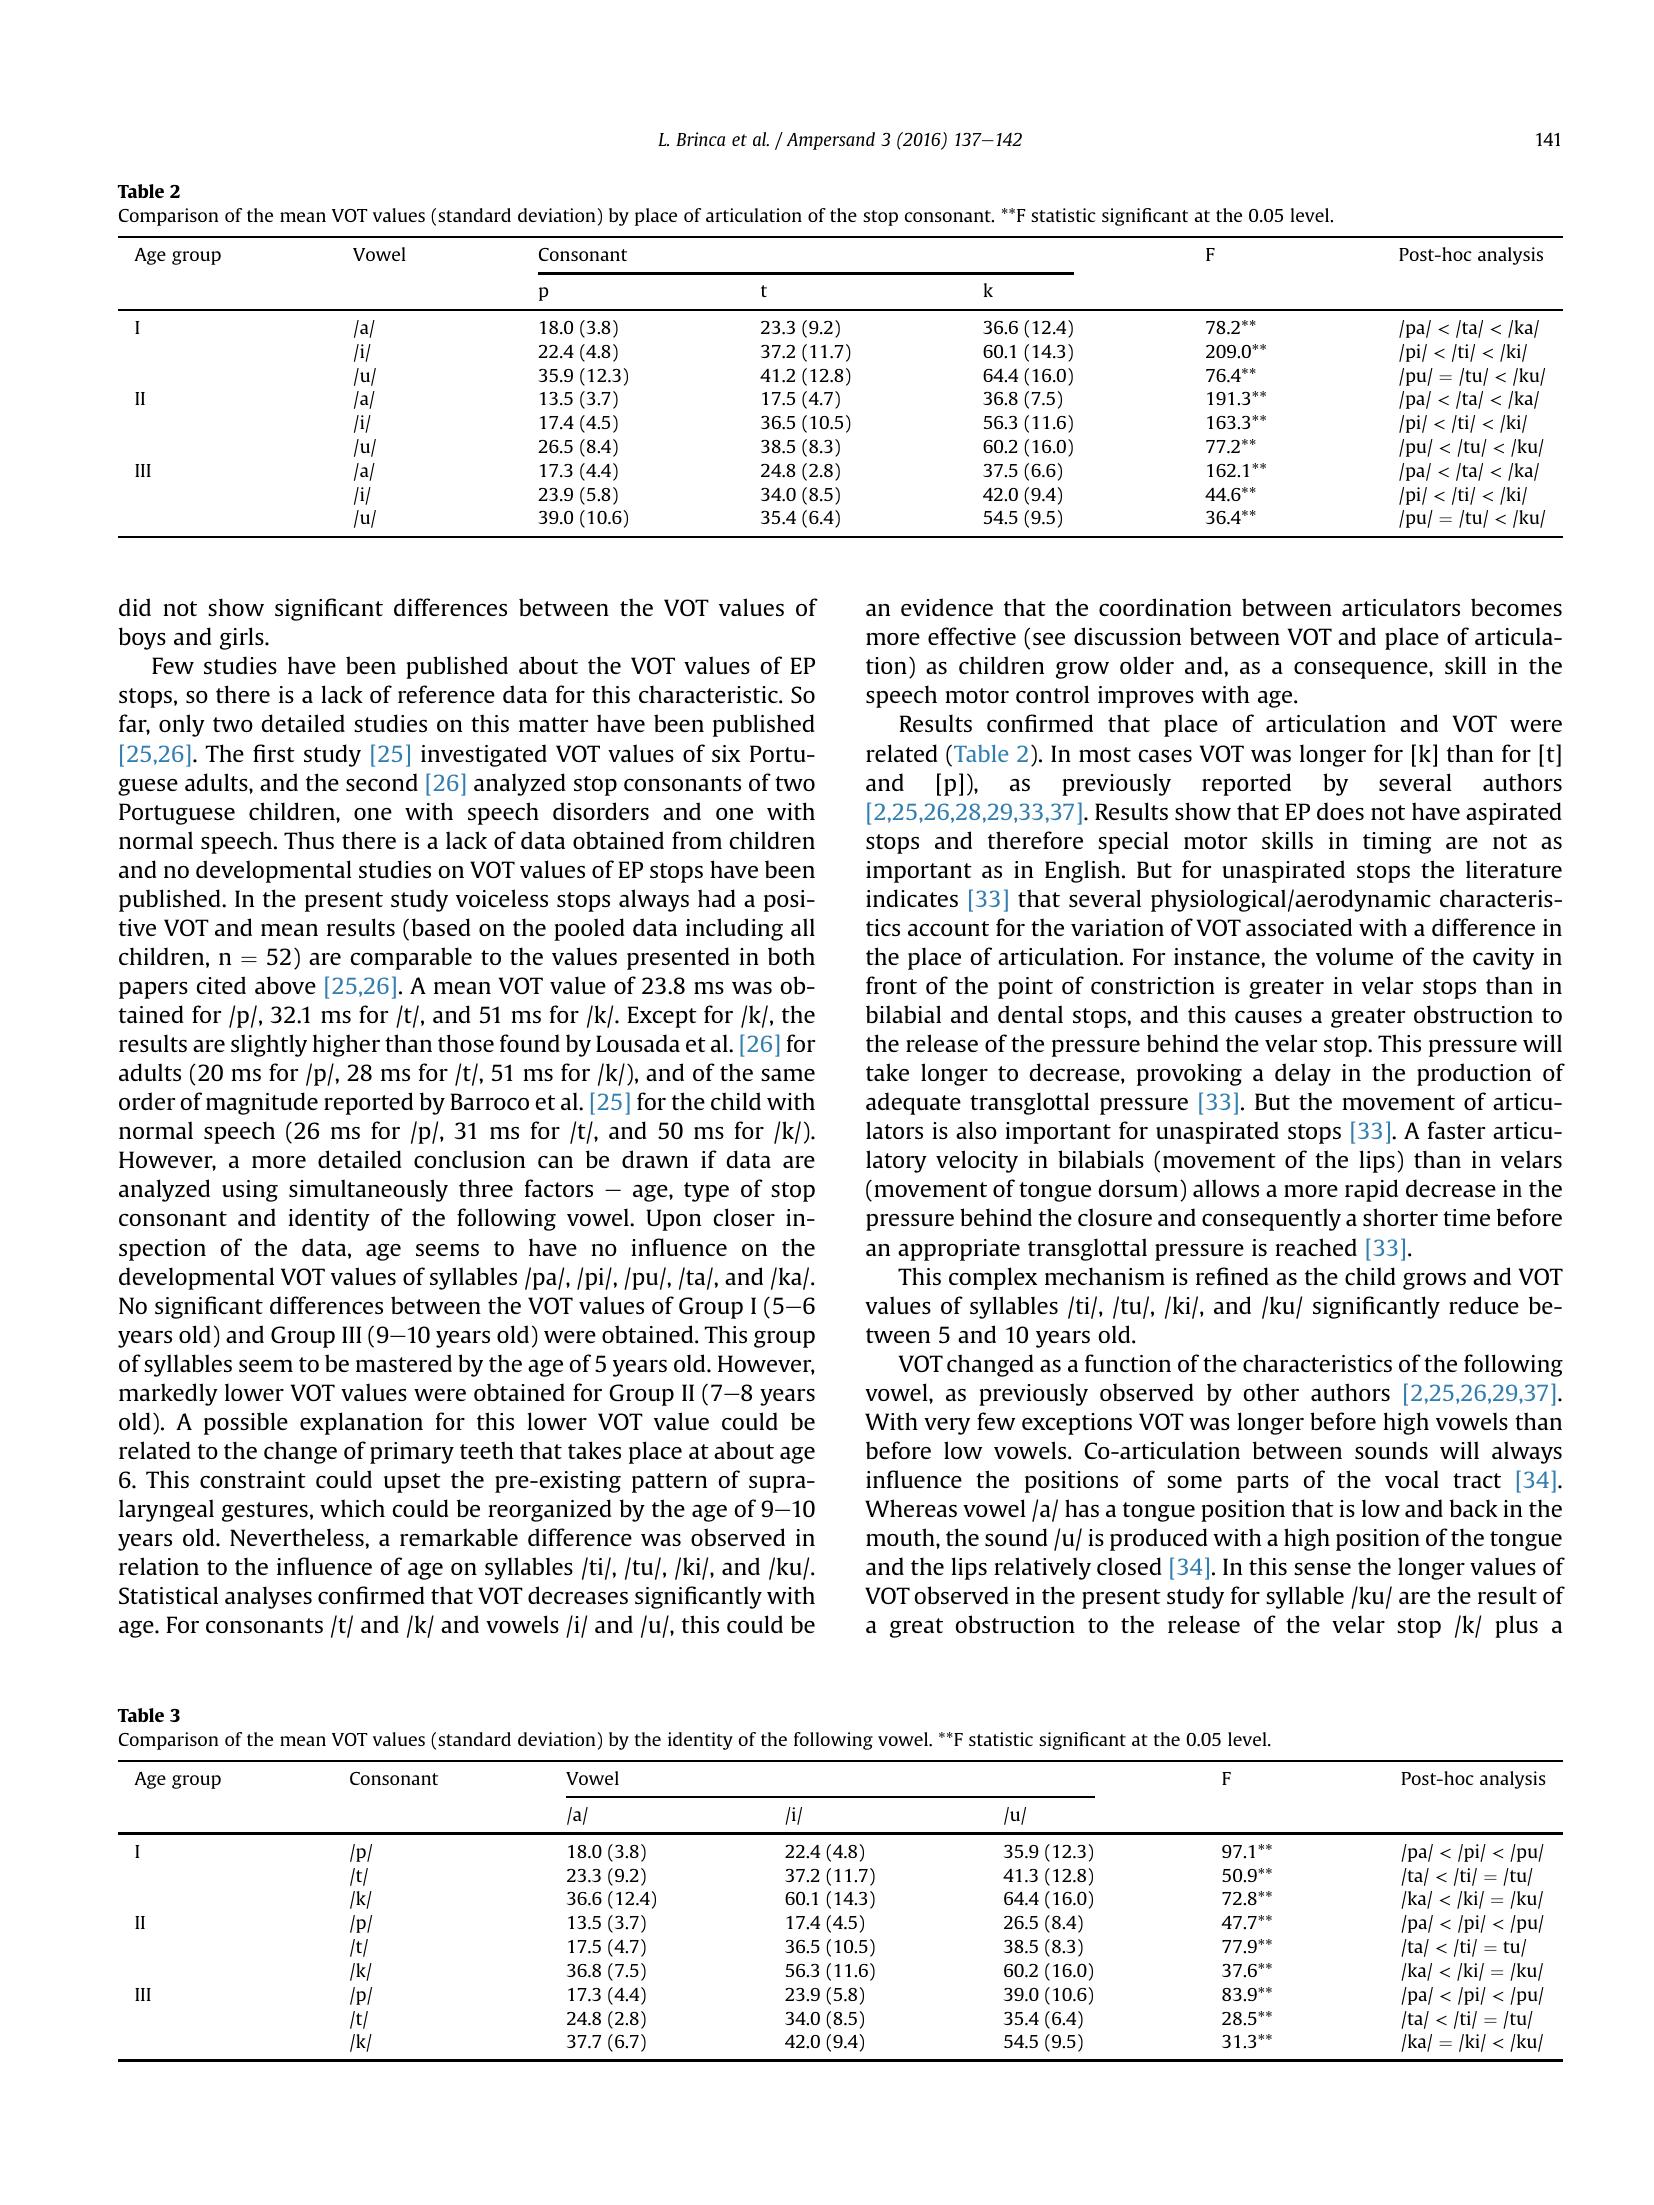 L. Brinca et al. / Ampersand 3 (2016) 137–142 141
Table 2
Comparison of the mean VOT values (standard deviation) by place of articulation of the stop consonant. **F statistic significant at the 0.05 level.
Age group Vowel Consonant F Post-hoc analysis
p t k
I /a/ 18.0 (3.8) 23.3 (9.2) 36.6 (12.4) 78.2** /pa/ < /ta/ < /ka/
/i/ 22.4 (4.8) 37.2 (11.7) 60.1 (14.3) 209.0** /pi/ < /ti/ < /ki/
/u/ 35.9 (12.3) 41.2 (12.8) 64.4 (16.0) 76.4** /pu/ = /tu/ < /ku/
II /a/ 13.5 (3.7) 17.5 (4.7) 36.8 (7.5) 191.3** /pa/ < /ta/ < /ka/
/i/ 17.4 (4.5) 36.5 (10.5) 56.3 (11.6) 163.3** /pi/ < /ti/ < /ki/
/u/ 26.5 (8.4) 38.5 (8.3) 60.2 (16.0) 77.2** /pu/ < /tu/ < /ku/
III /a/ 17.3 (4.4) 24.8 (2.8) 37.5 (6.6) 162.1** /pa/ < /ta/ < /ka/
/i/ 23.9 (5.8) 34.0 (8.5) 42.0 (9.4) 44.6** /pi/ < /ti/ < /ki/
/u/ 39.0 (10.6) 35.4 (6.4) 54.5 (9.5) 36.4** /pu/ = /tu/ < /ku/
did not show significant differences between the VOT values of
boys and girls.
Few studies have been published about the VOT values of EP
stops, so there is a lack of reference data for this characteristic. So
far, only two detailed studies on this matter have been published
[25,26]. The first study [25] investigated VOT values of six Portu-
guese adults, and the second [26] analyzed stop consonants of two
Portuguese children, one with speech disorders and one with
normal speech. Thus there is a lack of data obtained from children
and no developmental studies on VOT values of EP stops have been
published. In the present study voiceless stops always had a posi-
tive VOT and mean results (based on the pooled data including all
children, n = 52) are comparable to the values presented in both
papers cited above [25,26]. A mean VOT value of 23.8 ms was ob-
tained for /p/, 32.1 ms for /t/, and 51 ms for /k/. Except for /k/, the
results are slightly higher than those found by Lousada et al. [26] for
adults (20 ms for /p/, 28 ms for /t/, 51 ms for /k/), and of the same
order of magnitude reported by Barroco et al. [25] for the child with
normal speech (26 ms for /p/, 31 ms for /t/, and 50 ms for /k/).
However, a more detailed conclusion can be drawn if data are
analyzed using simultaneously three factors – age, type of stop
consonant and identity of the following vowel. Upon closer in-
spection of the data, age seems to have no influence on the
developmental VOT values of syllables /pa/, /pi/, /pu/, /ta/, and /ka/.
No significant differences between the VOT values of Group I (5–6
years old) and Group III (9–10 years old) were obtained. This group
of syllables seem to be mastered by the age of 5 years old. However,
markedly lower VOT values were obtained for Group II (7–8 years
old). A possible explanation for this lower VOT value could be
related to the change of primary teeth that takes place at about age
6. This constraint could upset the pre-existing pattern of supra-
laryngeal gestures, which could be reorganized by the age of 9–10
years old. Nevertheless, a remarkable difference was observed in
relation to the influence of age on syllables /ti/, /tu/, /ki/, and /ku/.
Statistical analyses confirmed that VOT decreases significantly with
age. For consonants /t/ and /k/ and vowels /i/ and /u/, this could be
an evidence that the coordination between articulators becomes
more effective (see discussion between VOT and place of articula-
tion) as children grow older and, as a consequence, skill in the
speech motor control improves with age.
Results confirmed that place of articulation and VOT were
related (Table 2). In most cases VOT was longer for [k] than for [t]
and [p]), as previously reported by several authors
[2,25,26,28,29,33,37]. Results show that EP does not have aspirated
stops and therefore special motor skills in timing are not as
important as in English. But for unaspirated stops the literature
indicates [33] that several physiological/aerodynamic characteris-
tics account for the variation of VOT associated with a difference in
the place of articulation. For instance, the volume of the cavity in
front of the point of constriction is greater in velar stops than in
bilabial and dental stops, and this causes a greater obstruction to
the release of the pressure behind the velar stop. This pressure will
take longer to decrease, provoking a delay in the production of
adequate transglottal pressure [33]. But the movement of articu-
lators is also important for unaspirated stops [33]. A faster articu-
latory velocity in bilabials (movement of the lips) than in velars
(movement of tongue dorsum) allows a more rapid decrease in the
pressure behind the closure and consequently a shorter time before
an appropriate transglottal pressure is reached [33].
This complex mechanism is refined as the child grows and VOT
values of syllables /ti/, /tu/, /ki/, and /ku/ significantly reduce be-
tween 5 and 10 years old.
VOT changed as a function of the characteristics of the following
vowel, as previously observed by other authors [2,25,26,29,37].
With very few exceptions VOT was longer before high vowels than
before low vowels. Co-articulation between sounds will always
influence the positions of some parts of the vocal tract [34].
Whereas vowel /a/ has a tongue position that is low and back in the
mouth, the sound /u/ is produced with a high position of the tongue
and the lips relatively closed [34]. In this sense the longer values of
VOT observed in the present study for syllable /ku/ are the result of
a great obstruction to the release of the velar stop /k/ plus a
Table 3
Comparison of the mean VOT values (standard deviation) by the identity of the following vowel. **F statistic significant at the 0.05 level.
Age group Consonant Vowel F Post-hoc analysis
/a/ /i/ /u/
I /p/ 18.0 (3.8) 22.4 (4.8) 35.9 (12.3) 97.1** /pa/ < /pi/ < /pu/
/t/ 23.3 (9.2) 37.2 (11.7) 41.3 (12.8) 50.9** /ta/ < /ti/ = /tu/
/k/ 36.6 (12.4) 60.1 (14.3) 64.4 (16.0) 72.8** /ka/ < /ki/ = /ku/
II /p/ 13.5 (3.7) 17.4 (4.5) 26.5 (8.4) 47.7** /pa/ < /pi/ < /pu/
/t/ 17.5 (4.7) 36.5 (10.5) 38.5 (8.3) 77.9** /ta/ < /ti/ = tu/
/k/ 36.8 (7.5) 56.3 (11.6) 60.2 (16.0) 37.6** /ka/ < /ki/ = /ku/
III /p/ 17.3 (4.4) 23.9 (5.8) 39.0 (10.6) 83.9** /pa/ < /pi/ < /pu/
/t/ 24.8 (2.8) 34.0 (8.5) 35.4 (6.4) 28.5** /ta/ < /ti/ = /tu/
/k/ 37.7 (6.7) 42.0 (9.4) 54.5 (9.5) 31.3** /ka/ = /ki/ < /ku/